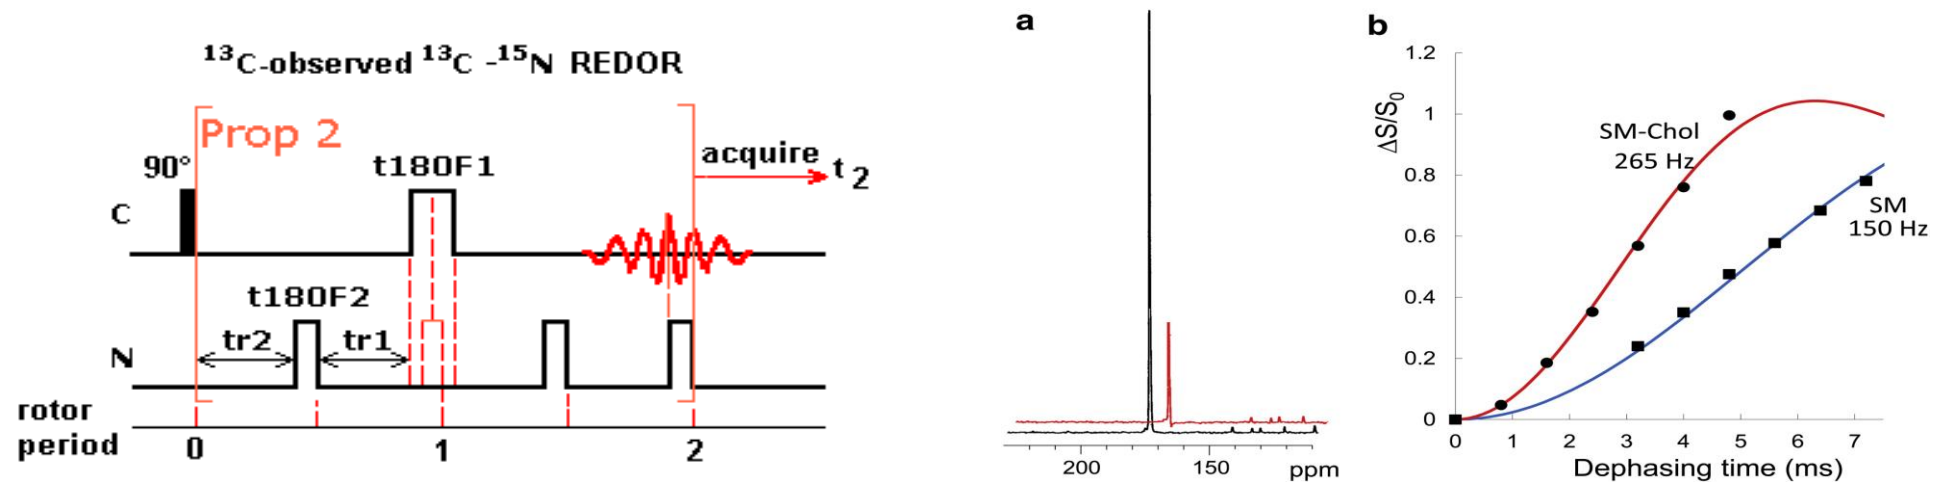 ¹³C-observed ¹³C -¹⁵N REDOR
Prop 2
90°
t180F1
acquire t₂
C
t180F2
tr2
tr1
N
rotor
period
0
1
2
a
200
150
ppm
b
ΔS/S₀
1.2
1
0.8
0.6
0.4
0.2
0
SM-Chol
265 Hz
SM
150 Hz
0
1
2
3
4
5
6
7
Dephasing time (ms)